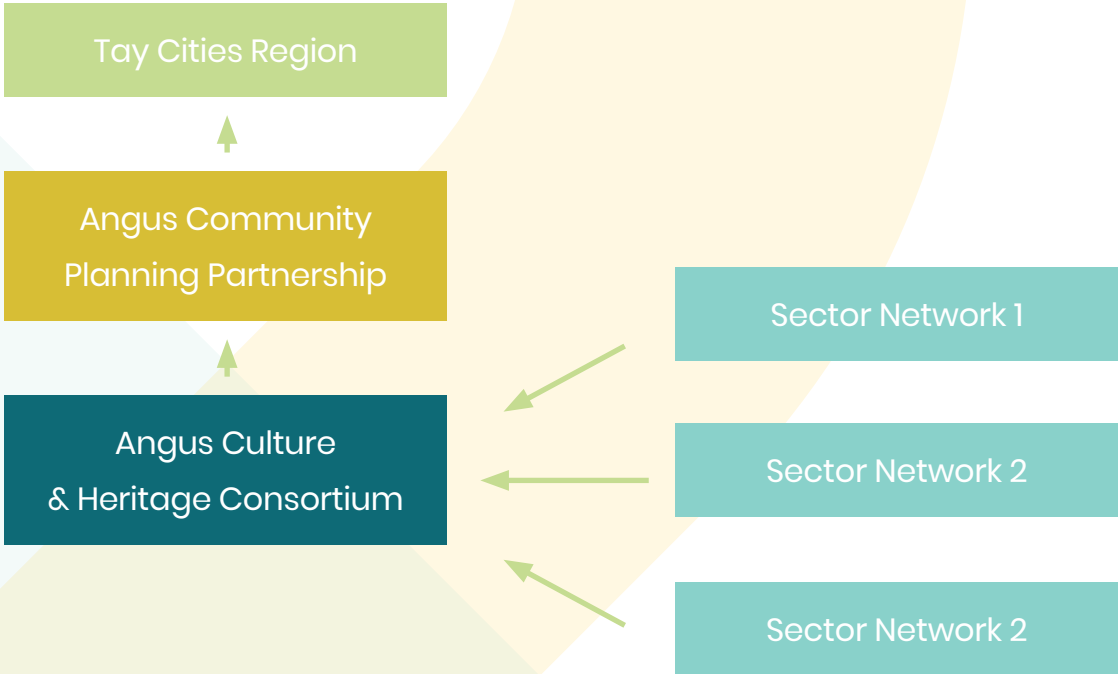 Tay Cities Region
Angus Community
Planning Partnership
Angus Culture
& Heritage Consortium
Sector Network 1
Sector Network 2
Sector Network 2